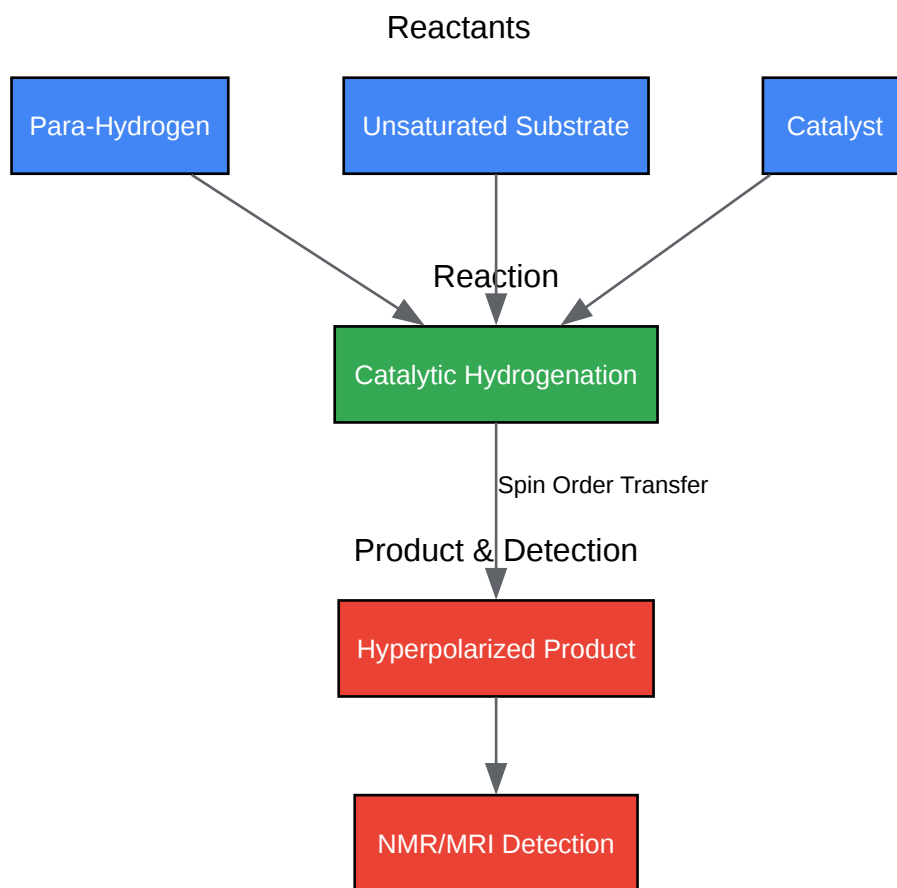 Reactants
Para-Hydrogen
Unsaturated Substrate
Catalyst
Reaction
Catalytic Hydrogenation
Spin Order Transfer
Product & Detection
Hyperpolarized Product
NMR/MRI Detection